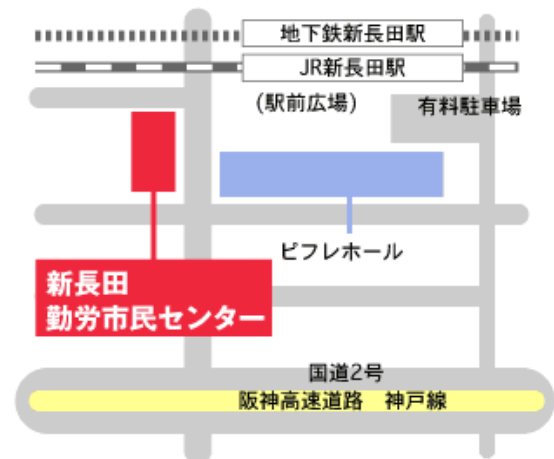 地下鉄新長田駅
JR新長田駅
(駅前広場)
有料駐車場
ピフレホール
新長田
勤労市民センター
国道2号
阪神高速道路 神戸線